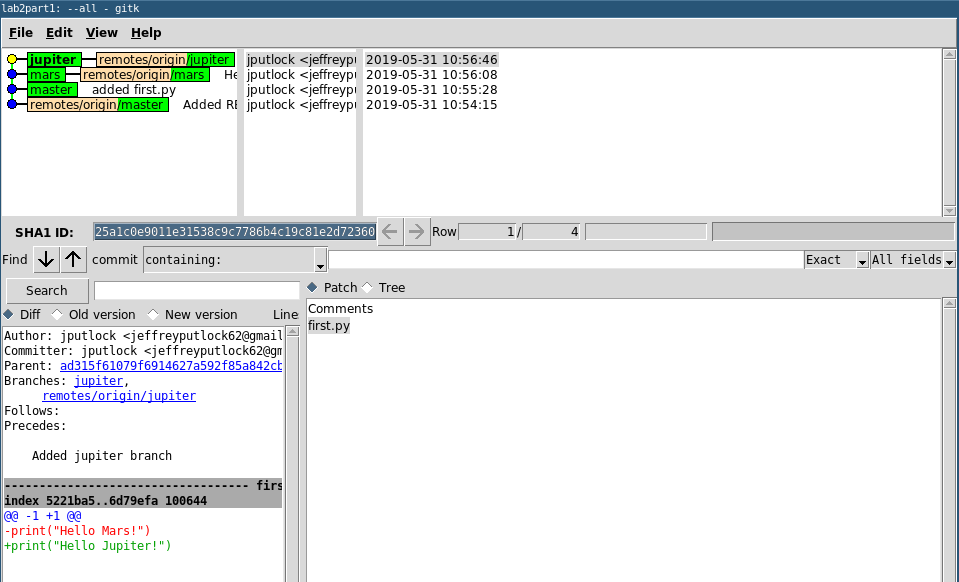 lab2part1: --all - gitk
File Edit View Help
jupiter remotes/origin/jupiter jputlock <jeffreypu 2019-05-31 10:56:46
mars remotes/origin/mars He jputlock <jeffreypu 2019-05-31 10:56:08
master added first.py jputlock <jeffreypu 2019-05-31 10:55:28
remotes/origin/master Added RE jputlock <jeffreypu 2019-05-31 10:54:15
SHA1 ID: 25a1c0e9011e31538c9c7786b4c19c81e2d72360 Row 1 / 4
Find commit containing: Exact All fields
Search Patch Tree
Diff Old version New version Line
Comments
first.py
Author: jputlock <jeffreyputlock62@gmail
Committer: jputlock <jeffreyputlock62@gm
Parent: ad315f61079f6914627a592f85a842cb
Branches: jupiter,
remotes/origin/jupiter
Follows:
Precedes:
Added jupiter branch
---------------------------------- firs
index 5221ba5..6d79efa 100644
@@ -1 +1 @@
-print("Hello Mars!")
+print("Hello Jupiter!")